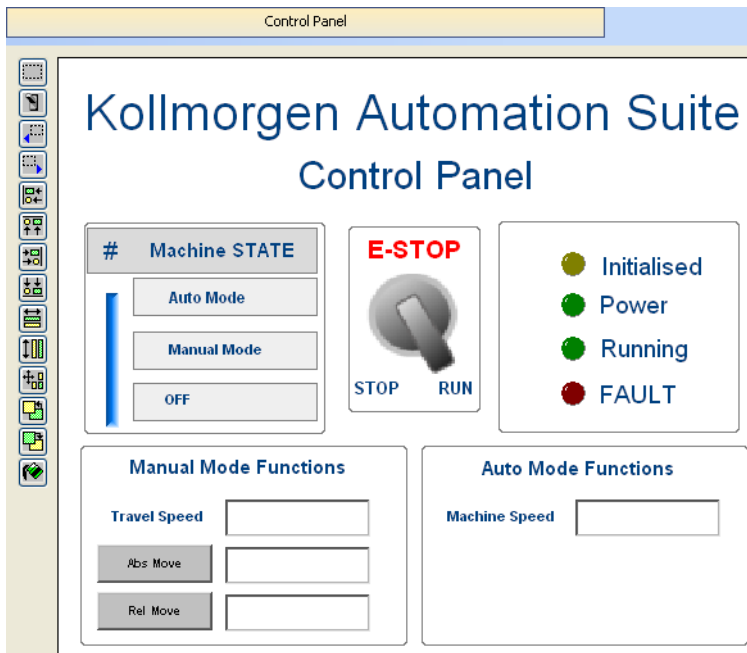 Control Panel
Kollmorgen Automation Suite
Control Panel
# Machine STATE
Auto Mode
Manual Mode
OFF
E-STOP
STOP RUN
Initialised
Power
Running
FAULT
Manual Mode Functions
Travel Speed
Abs Move
Rel Move
Auto Mode Functions
Machine Speed